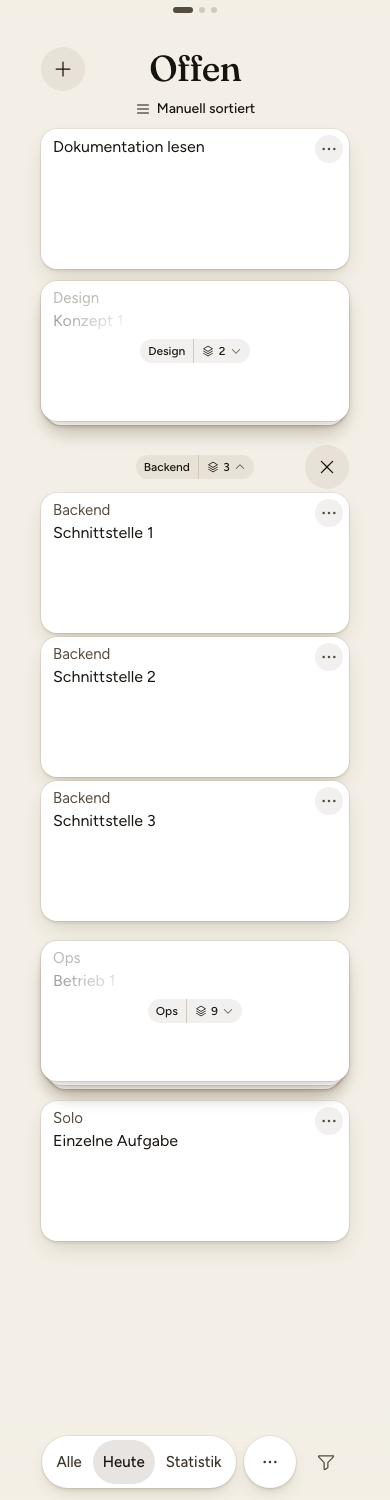 Offen
Manuell sortiert
Dokumentation lesen
Design
Konzept 1
Design 2
Backend 3
Backend
Schnittstelle 1
Backend
Schnittstelle 2
Backend
Schnittstelle 3
Ops
Betrieb 1
Ops 9
Solo
Einzelne Aufgabe
Alle Heute Statistik